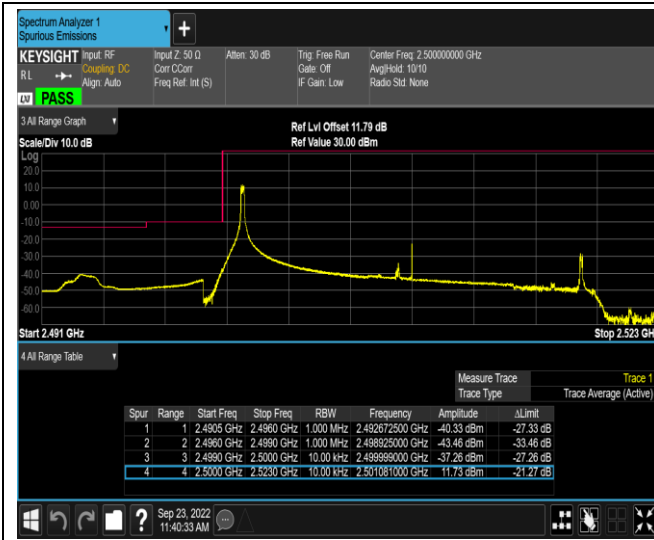 Spectrum Analyzer 1
Spurious Emissions
+
KEYSIGHT Input: RF Input Z: 50 Ω Atten: 30 dB Trig: Free Run Center Freq: 2.500000000 GHz
R L Coupling: DC Corr CCorr Gate: Off Avg|Hold: 10/10
Align: Auto Freq Ref: Int (S) IF Gain: Low Radio Std: None
LXI PASS
3 All Range Graph
Ref Lvl Offset 11.79 dB
Scale/Div 10.0 dB Ref Value 30.00 dBm
Log
20.0
10.0
0.00
-10.0
-20.0
-30.0
-40.0
-50.0
-60.0
Start 2.491 GHz Stop 2.523 GH
4 All Range Table
Measure Trace Trace 1
Trace Type Trace Average (Active)
Spur Range Start Freq Stop Freq RBW Frequency Amplitude ΔLimit
1 1 2.4905 GHz 2.4960 GHz 1.000 MHz 2.492672500 GHz -40.33 dBm -27.33 dB
2 2 2.4960 GHz 2.4990 GHz 1.000 MHz 2.498925000 GHz -43.46 dBm -33.46 dB
3 3 2.4990 GHz 2.5000 GHz 10.00 kHz 2.499999000 GHz -37.26 dBm -27.26 dB
4 4 2.5000 GHz 2.5230 GHz 10.00 kHz 2.501081000 GHz 11.73 dBm -21.27 dB
? Sep 23, 2022
11:40:33 AM